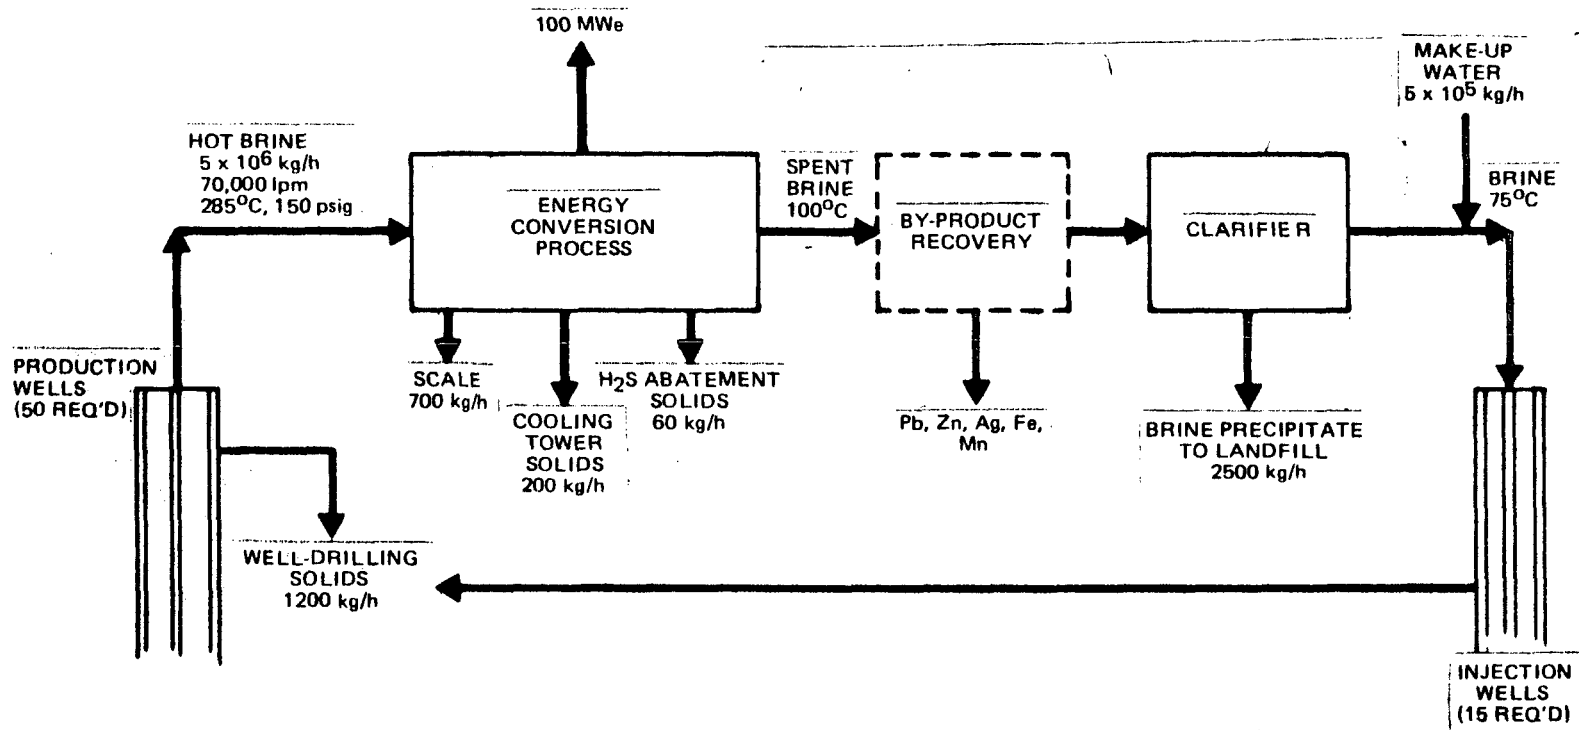 100 MWe
MAKE-UP
WATER
5 x 10⁵ kg/h
HOT BRINE
5 x 10⁶ kg/h
70,000 lpm
285°C, 150 psig
ENERGY
CONVERSION
PROCESS
SPENT
BRINE
100°C
BY-PRODUCT
RECOVERY
CLARIFIER
BRINE
75°C
PRODUCTION
WELLS
(50 REQ'D)
SCALE
700 kg/h
COOLING
TOWER
SOLIDS
200 kg/h
H₂S ABATEMENT
SOLIDS
60 kg/h
Pb, Zn, Ag, Fe,
Mn
BRINE PRECIPITATE
TO LANDFILL
2500 kg/h
WELL-DRILLING
SOLIDS
1200 kg/h
INJECTION
WELLS
(15 REQ'D)